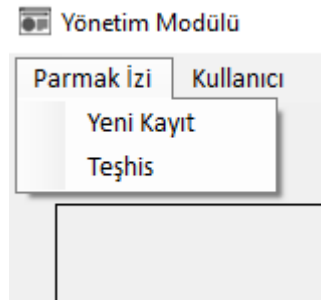 Yönetim Modülü
Parmak İzi Kullanıcı
Yeni Kayıt
Teşhis